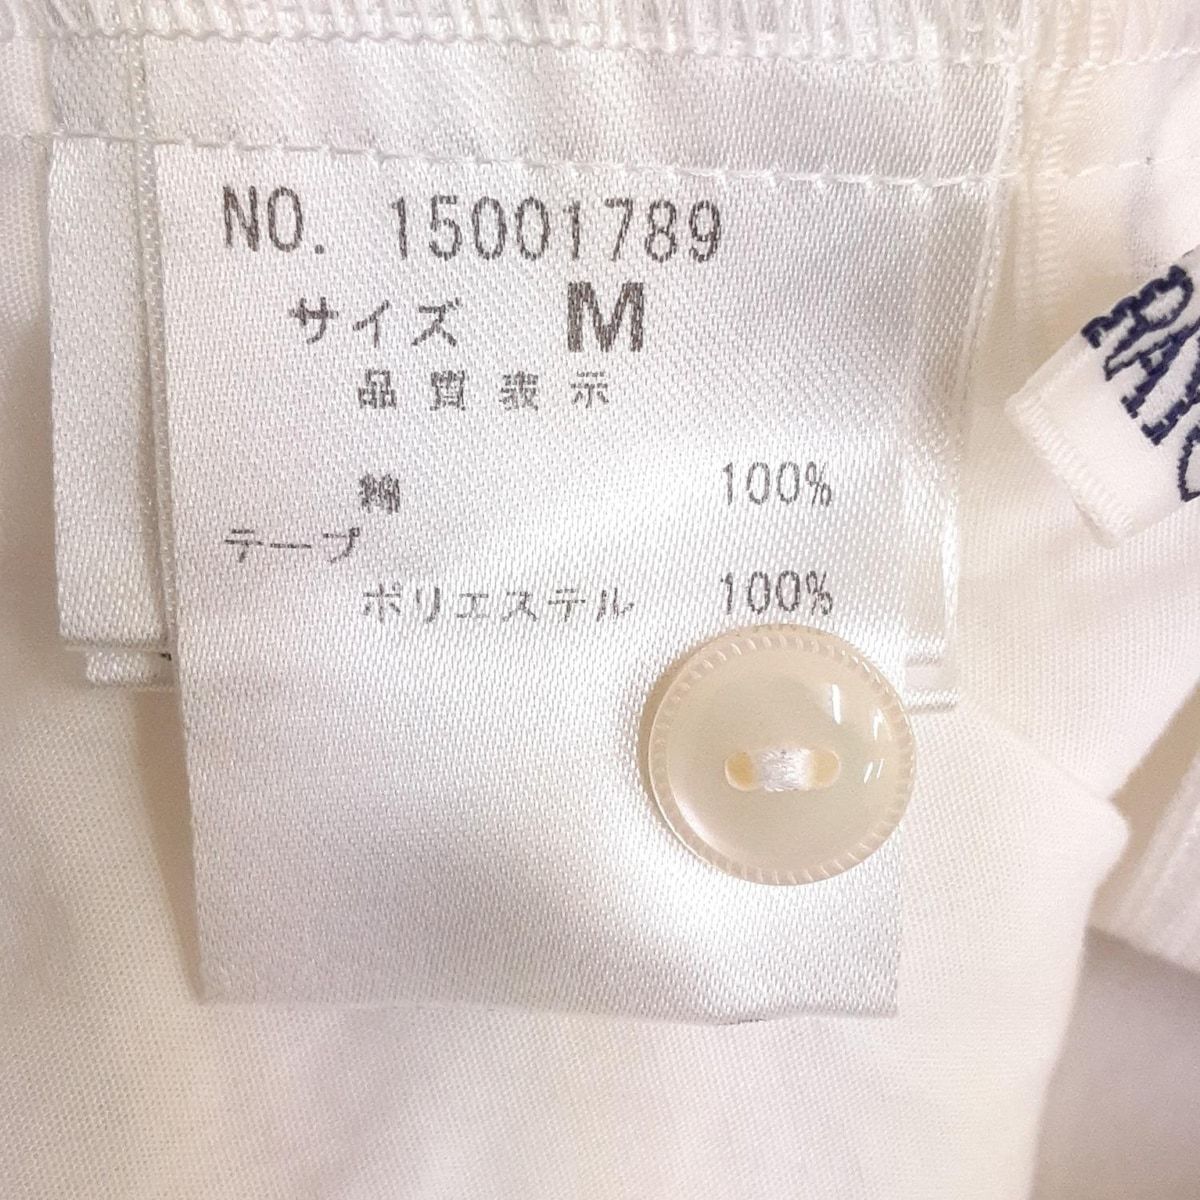 NO. 15001789
サイズ M
品質表示
綿 100%
テープ
ポリエステル 100%